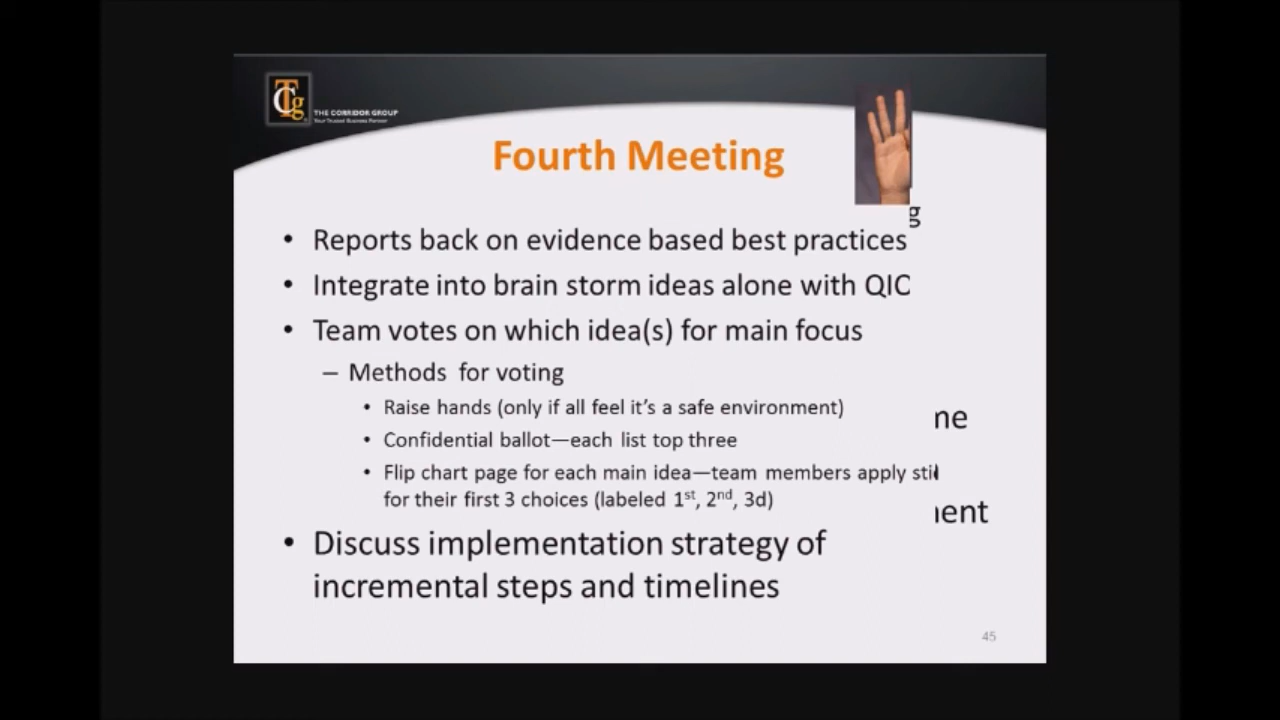 TCg
THE CORRIDOR GROUP
Your Trusted Business Partner
Fourth Meeting
g
• Reports back on evidence based best practices
• Integrate into brain storm ideas alone with QIC
• Team votes on which idea(s) for main focus
– Methods for voting
• Raise hands (only if all feel it's a safe environment)
ne
• Confidential ballot—each list top three
• Flip chart page for each main idea—team members apply sti
for their first 3 choices (labeled 1st, 2nd, 3d)
ent
• Discuss implementation strategy of
incremental steps and timelines
45